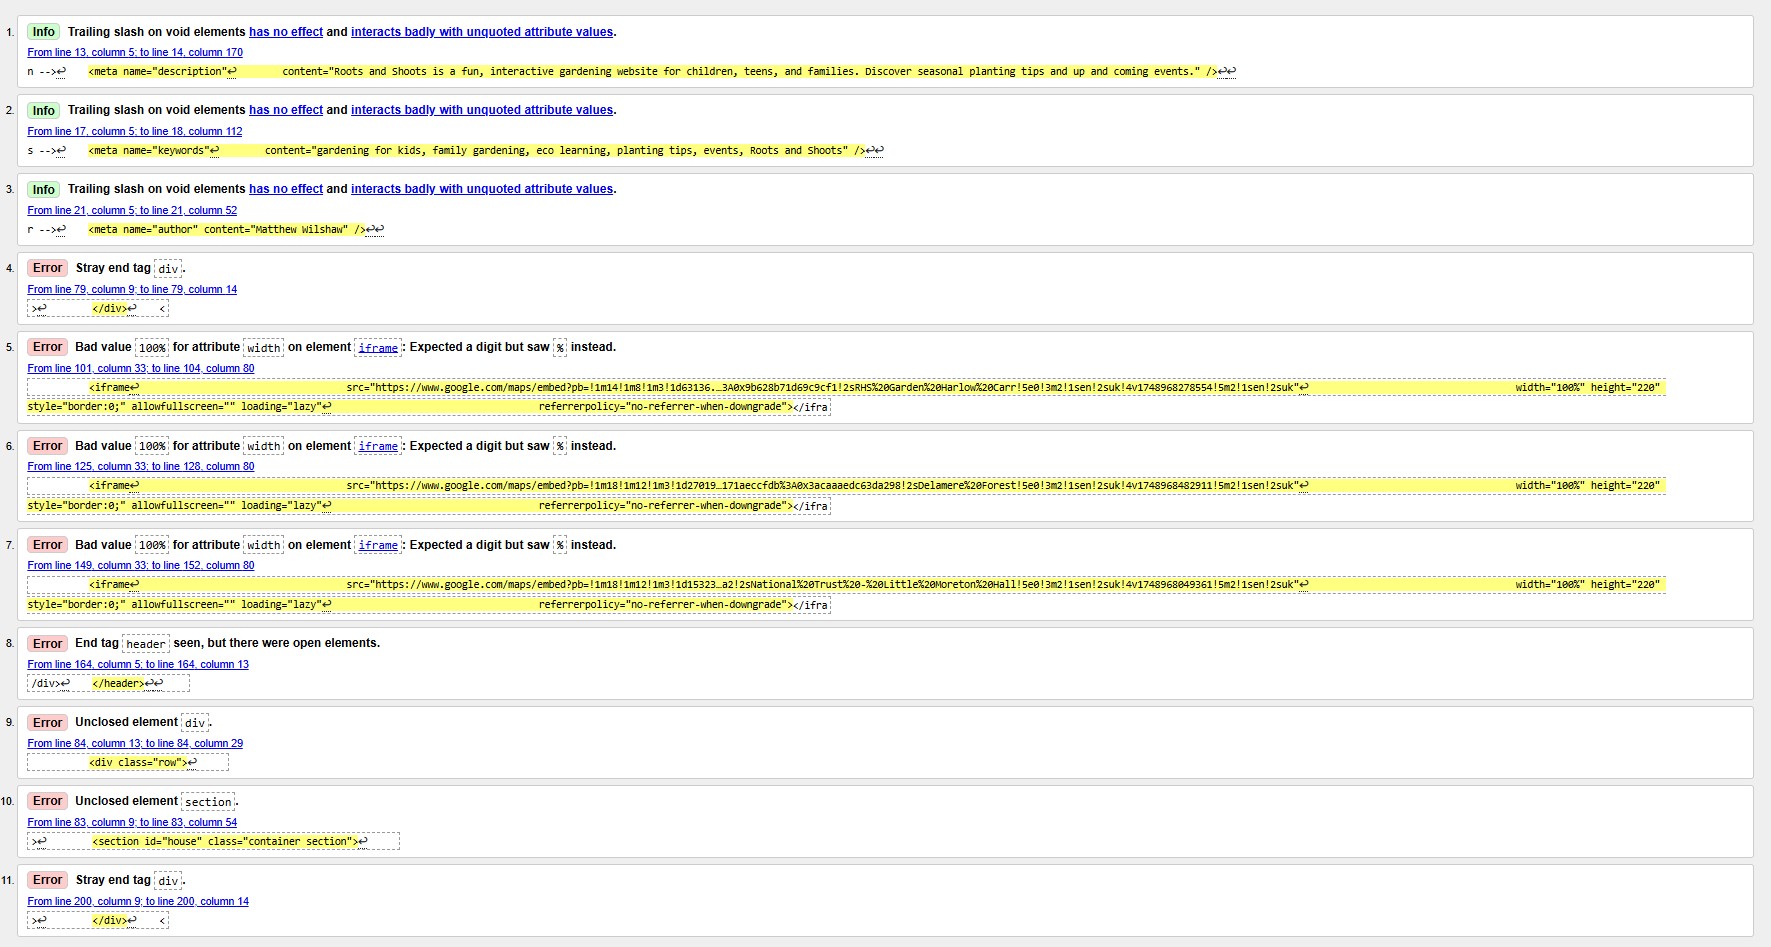 1. Info Trailing slash on void elements has no effect and interacts badly with unquoted attribute values.
From line 13, column 5; to line 14, column 170
n -->↩    <meta name="description"↩        content="Roots and Shoots is a fun, interactive gardening website for children, teens, and families. Discover seasonal planting tips and up and coming events." />↩↩
2. Info Trailing slash on void elements has no effect and interacts badly with unquoted attribute values.
From line 17, column 5; to line 18, column 112
s -->↩    <meta name="keywords"↩        content="gardening for kids, family gardening, eco learning, planting tips, events, Roots and Shoots" />↩↩
3. Info Trailing slash on void elements has no effect and interacts badly with unquoted attribute values.
From line 21, column 5; to line 21, column 52
r -->↩    <meta name="author" content="Matthew Wilshaw" />↩↩
4. Error Stray end tag div.
From line 79, column 9; to line 79, column 14
>↩        </div>↩    <
5. Error Bad value 100% for attribute width on element iframe: Expected a digit but saw % instead.
From line 101, column 33; to line 104, column 80
<iframe↩ src="https://www.google.com/maps/embed?pb=!1m14!1m8!1m3!1d63136…3A0x9b628b71d69c9cf1!2sRHS%20Garden%20Harlow%20Carr!5e0!3m2!1sen!2suk!4v1748968278554!5m2!1sen!2suk"↩ width="100%" height="220"
style="border:0;" allowfullscreen="" loading="lazy"↩ referrerpolicy="no-referrer-when-downgrade"></ifra
6. Error Bad value 100% for attribute width on element iframe: Expected a digit but saw % instead.
From line 125, column 33; to line 128, column 80
<iframe↩ src="https://www.google.com/maps/embed?pb=!1m18!1m12!1m3!1d27019…171aeccfdb%3A0x3acaaaedc63da298!2sDelamere%20Forest!5e0!3m2!1sen!2suk!4v1748968482911!5m2!1sen!2suk"↩ width="100%" height="220"
style="border:0;" allowfullscreen="" loading="lazy"↩ referrerpolicy="no-referrer-when-downgrade"></ifra
7. Error Bad value 100% for attribute width on element iframe: Expected a digit but saw % instead.
From line 149, column 33; to line 152, column 80
<iframe↩ src="https://www.google.com/maps/embed?pb=!1m18!1m12!1m3!1d15323…a2!2sNational%20Trust%20-%20Little%20Moreton%20Hall!5e0!3m2!1sen!2suk!4v1748968049361!5m2!1sen!2suk"↩ width="100%" height="220"
style="border:0;" allowfullscreen="" loading="lazy"↩ referrerpolicy="no-referrer-when-downgrade"></ifra
8. Error End tag header seen, but there were open elements.
From line 164, column 5; to line 164, column 13
/div>↩    </header>↩↩
9. Error Unclosed element div.
From line 84, column 13; to line 84, column 29
<div class="row">↩
10. Error Unclosed element section.
From line 83, column 9; to line 83, column 54
>↩        <section id="house" class="container section">↩
11. Error Stray end tag div.
From line 200, column 9; to line 200, column 14
>↩        </div>↩    <